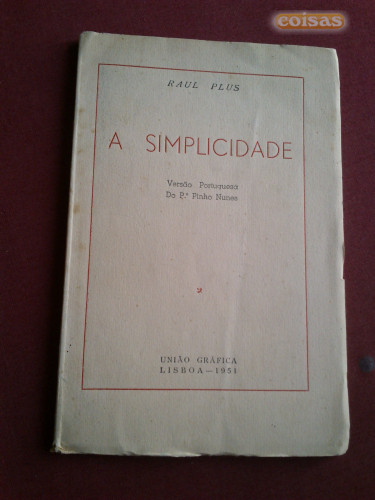 coisas
RAUL PLUS
A SIMPLICIDADE
Versão Portuguesa
Do P.e Pinho Nunes
UNIÃO GRÁFICA
LISBOA—1951